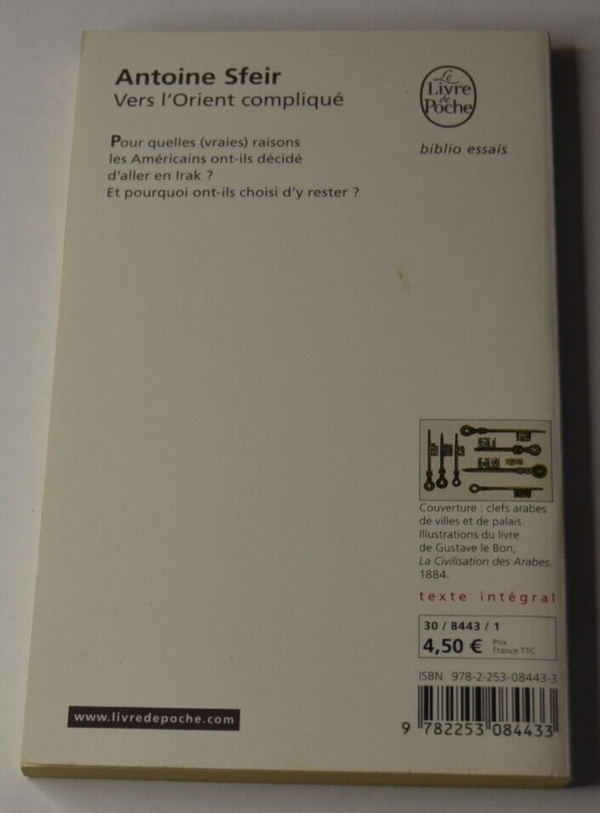 Antoine Sfeir
Vers l'Orient compliqué
Le
Livre
de
Poche
biblio essais
Pour quelles (vraies) raisons
les Américains ont-ils décidé
d'aller en Irak ?
Et pourquoi ont-ils choisi d'y rester ?
Couverture : clefs arabes
de villes et de palais.
Illustrations du livre
de Gustave le Bon,
La Civilisation des Arabes.
1884.
texte intégral
30 / 8443 / 1
4,50 € Prix
France TTC
ISBN 978-2-253-08443-3
9 782253 084433
www.livredepoche.com